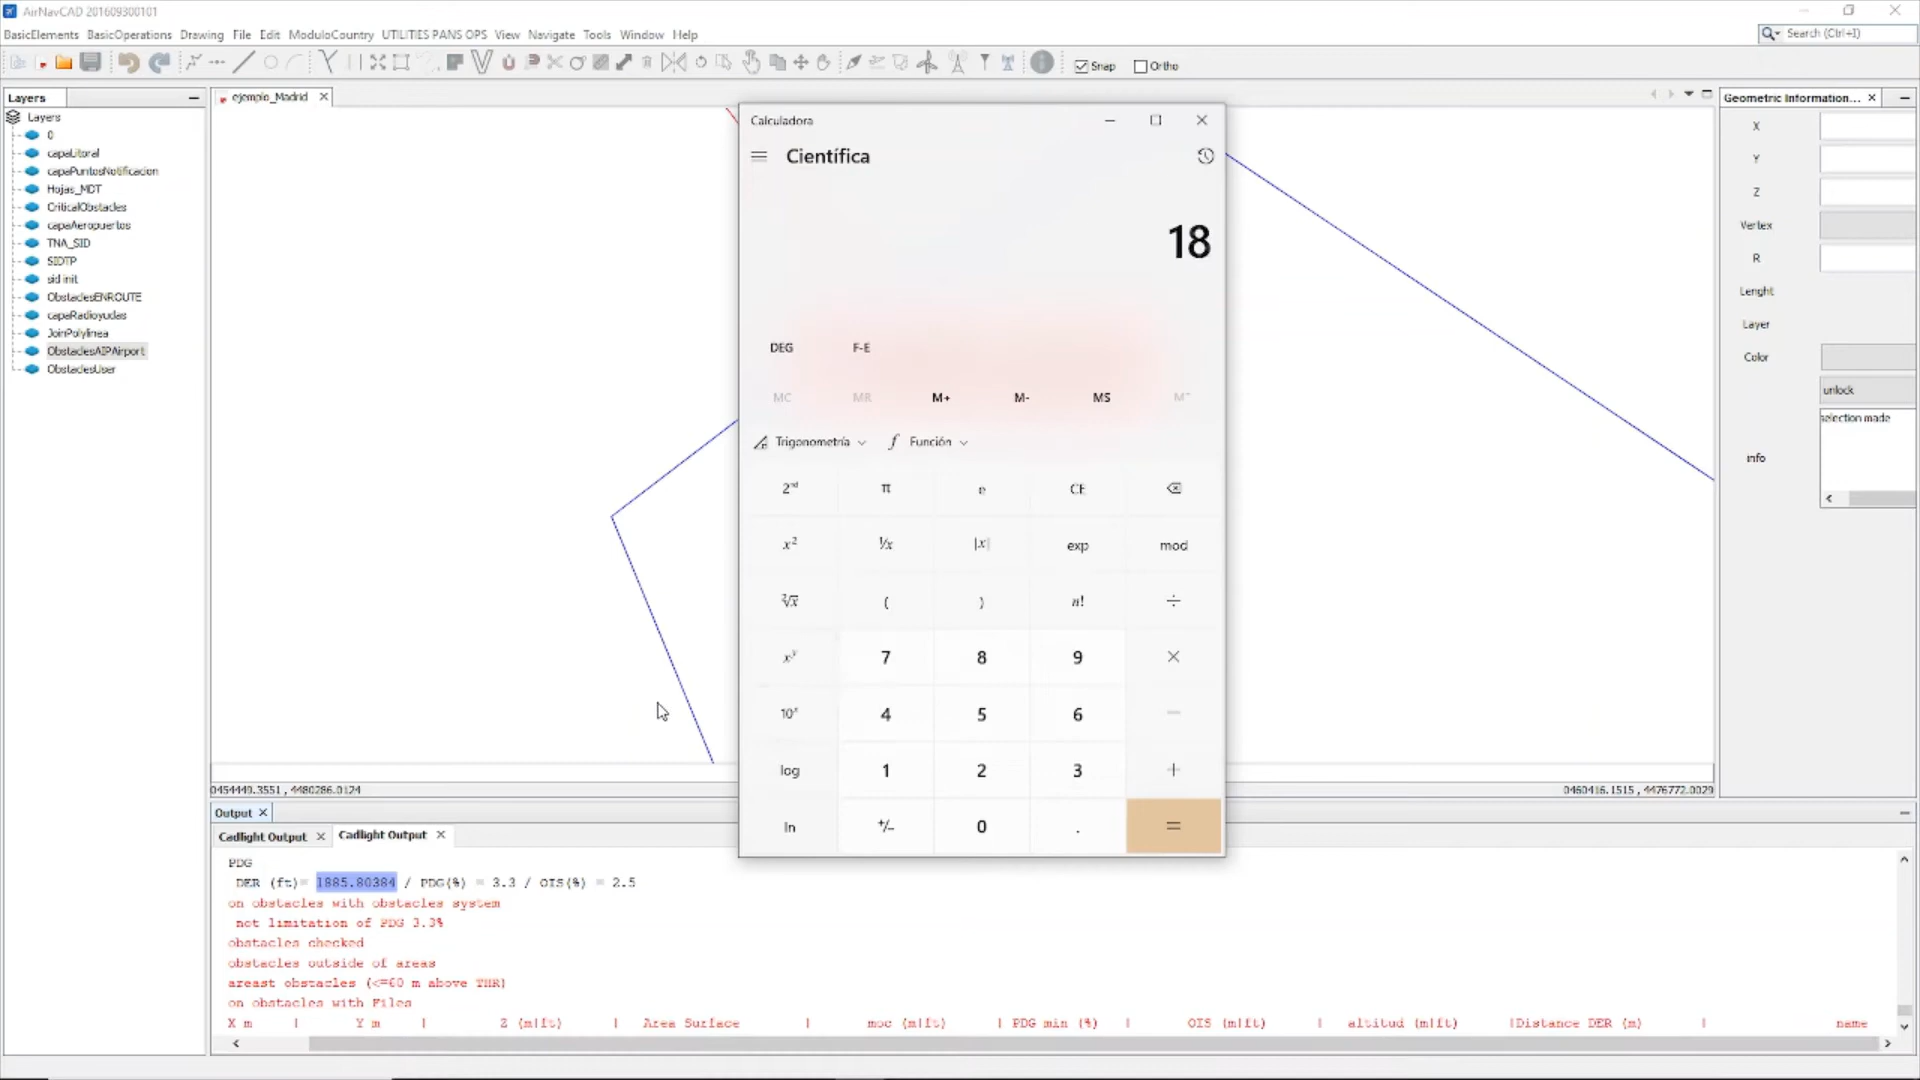 AirNavCAD 201609300101
BasicElements BasicOperations Drawing File Edit ModuloCountry UTILITIES PANS OPS View Navigate Tools Window Help
Search (Ctrl+I)
Snap Ortho
Layers
ejemplo_Madrid
Geometric Information...
Layers
0
capaLitoral
capaPuntosNotificacion
Hojas_MDT
CriticalObstacles
capaAeropuertos
TNA_SID
SIDTP
sid init
ObstaclesENROUTE
capaRadioyudas
JoinPolylinea
ObstaclesAIPAirport
ObstaclesUser
Calculadora
Científica
18
DEG F-E
MC MR M+ M- MS M˅
Trigonometría f Función
2ⁿᵈ π e CE
x² ¹/x |x| exp mod
²√x ( ) n! ÷
xʸ 7 8 9 ×
10ˣ 4 5 6 −
log 1 2 3 +
ln +/- 0 . =
X
Y
Z
Vertex
R
Lenght
Layer
Color
unlock
selection made
info
0454449.3551 , 4480286.0124
0460416.1515 , 4476772.0029
Output
Cadlight Output Cadlight Output
PDG
DER (ft)= 1885.80384 / PDG(%) = 3.3 / OIS(%) = 2.5
on obstacles with obstacles system
not limitation of PDG 3.3%
obstacles checked
obstacles outside of areas
areast obstacles (<=60 m above THR)
on obstacles with Files
X m | Y m | Z (m|ft) | Area Surface | moc (m|ft) | PDG min (%) | OIS (m|ft) | altitud (m|ft) |Distance DER (m) | name